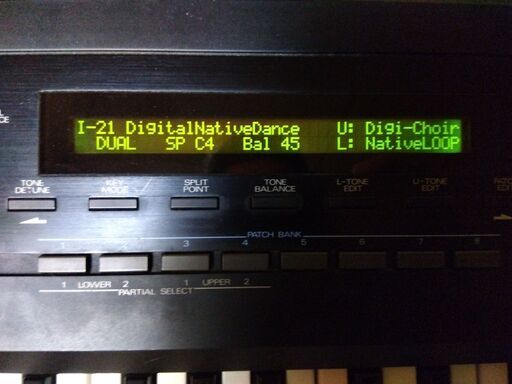 I-21 DigitalNativeDance U: Digi-Choir
DUAL SP C4 Bal 45 L: NativeLOOP
TONE DETUNE
KEY MODE
SPLIT POINT
TONE BALANCE
L-TONE EDIT
U-TONE EDIT
EDIT
PATCH BANK
1 2 3 4 5 6 7 8
1 LOWER 2 1 UPPER 2
PARTIAL SELECT